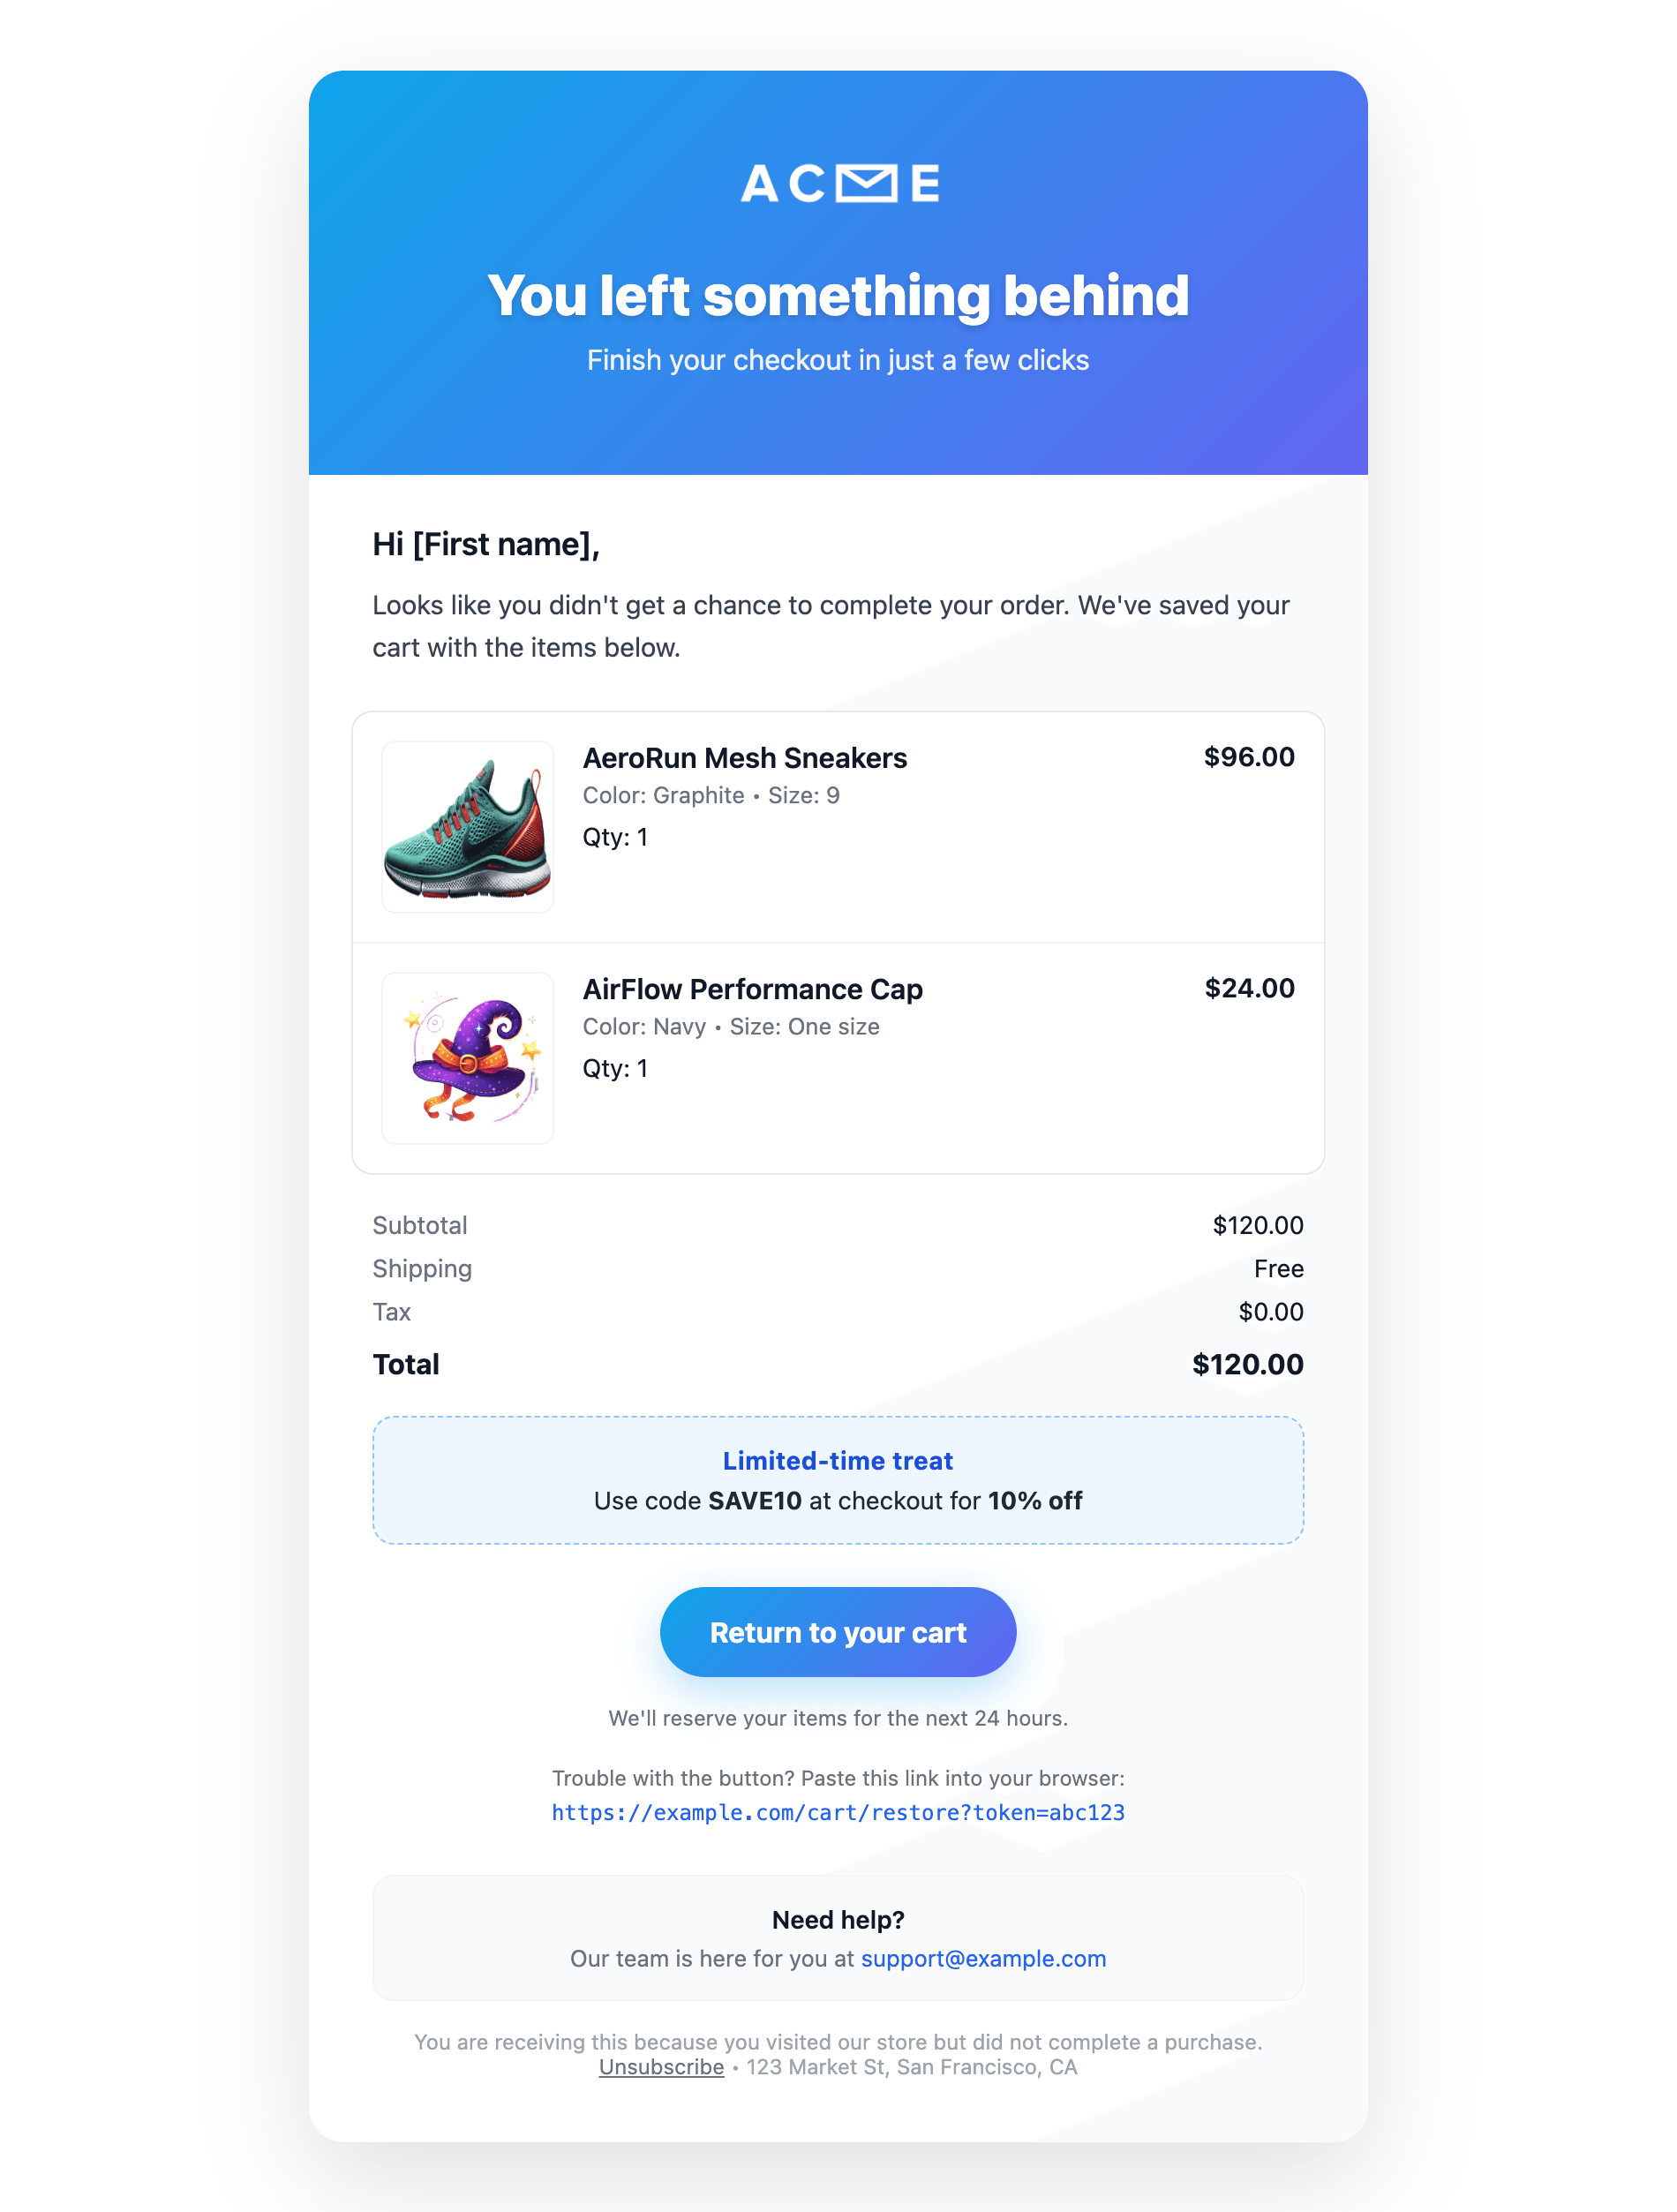 ACME
You left something behind
Finish your checkout in just a few clicks
Hi [First name],
Looks like you didn't get a chance to complete your order. We've saved your
cart with the items below.
AeroRun Mesh Sneakers $96.00
Color: Graphite • Size: 9
Qty: 1
AirFlow Performance Cap $24.00
Color: Navy • Size: One size
Qty: 1
Subtotal $120.00
Shipping Free
Tax $0.00
Total $120.00
Limited-time treat
Use code SAVE10 at checkout for 10% off
Return to your cart
We'll reserve your items for the next 24 hours.
Trouble with the button? Paste this link into your browser:
https://example.com/cart/restore?token=abc123
Need help?
Our team is here for you at support@example.com
You are receiving this because you visited our store but did not complete a purchase.
Unsubscribe • 123 Market St, San Francisco, CA